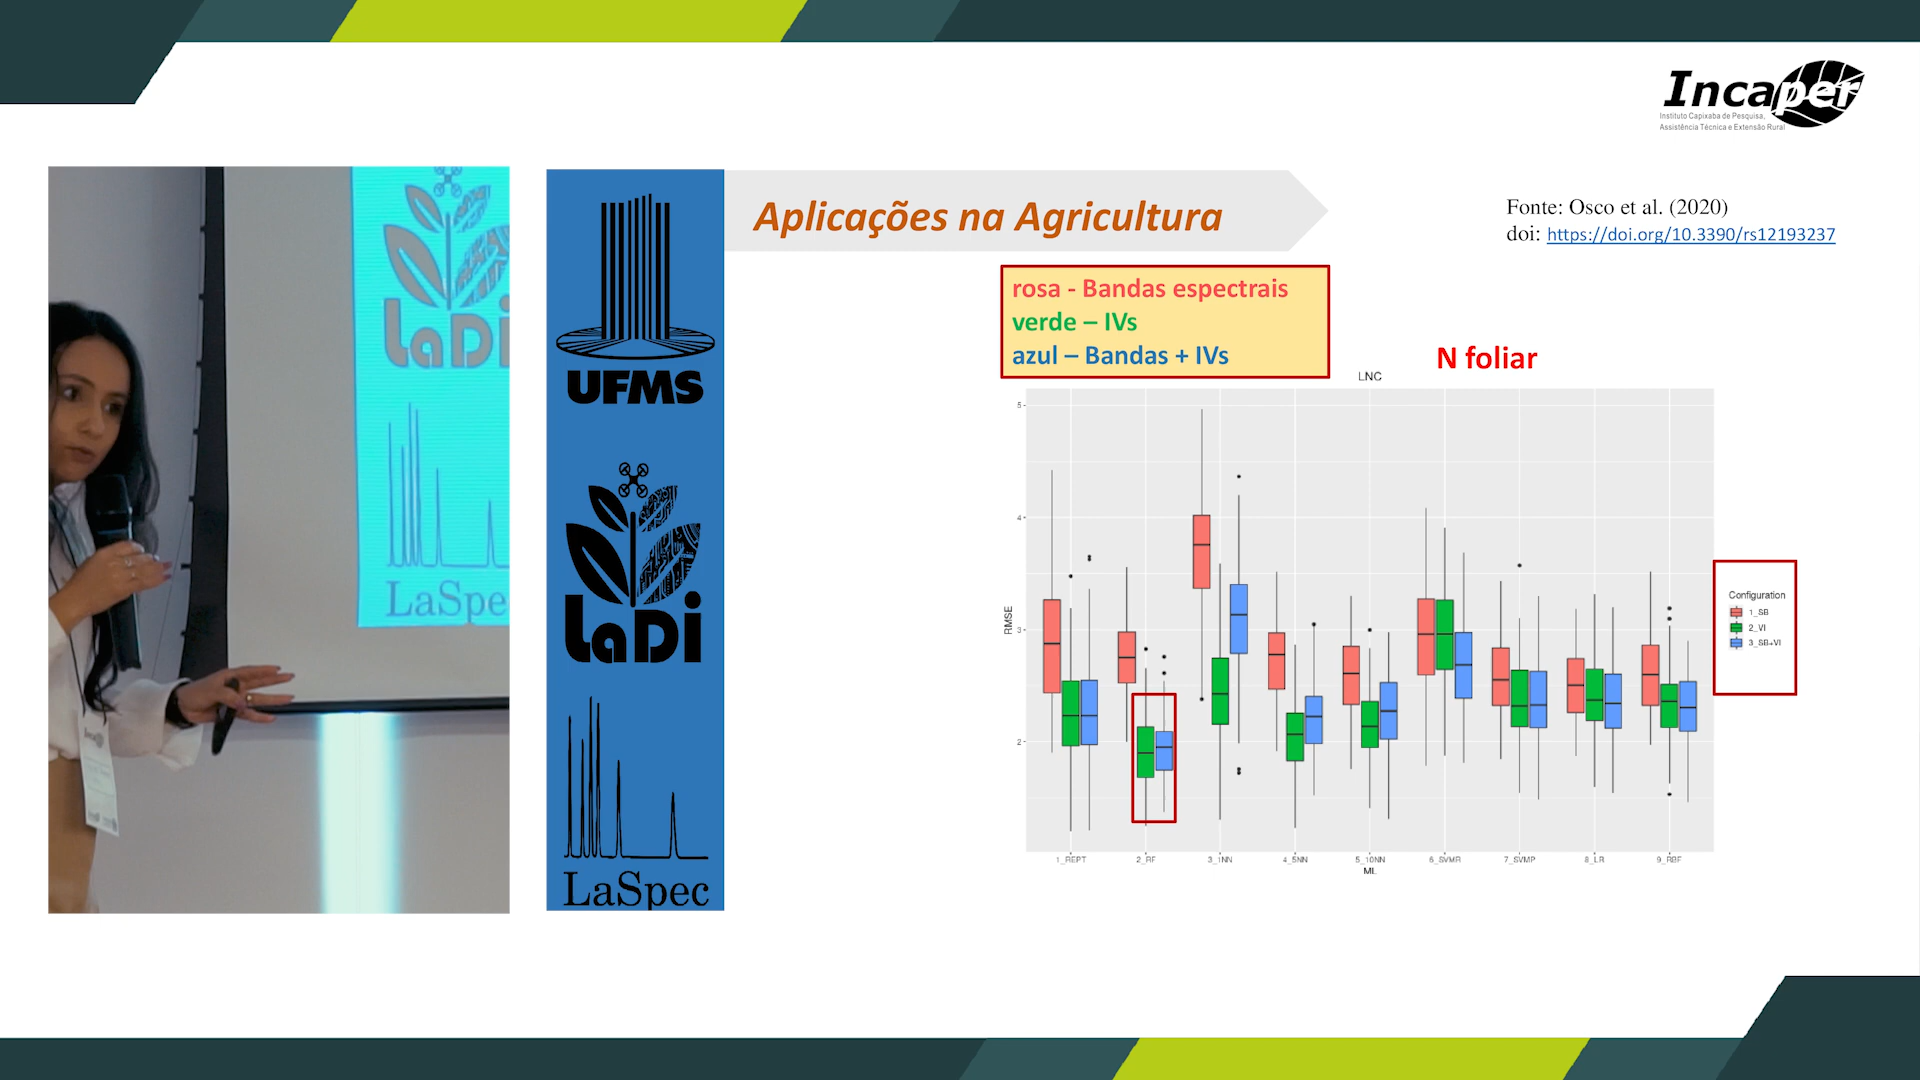 Incaper
Instituto Capixaba de Pesquisa,
Assistência Técnica e Extensão Rural
LaDi
LaSpe
UFMS
LaDi
LaSpec
Aplicações na Agricultura
Fonte: Osco et al. (2020)
doi: https://doi.org/10.3390/rs12193237
rosa - Bandas espectrais
verde – IVs
azul – Bandas + IVs
N foliar
LNC
RMSE
5
4
3
2
1_REPT 2_RF 3_1NN 4_5NN 5_10NN 6_SVMR 7_SVMP 8_LR 9_RBF
ML
Configuration
1_SB
2_VI
3_SB+VI